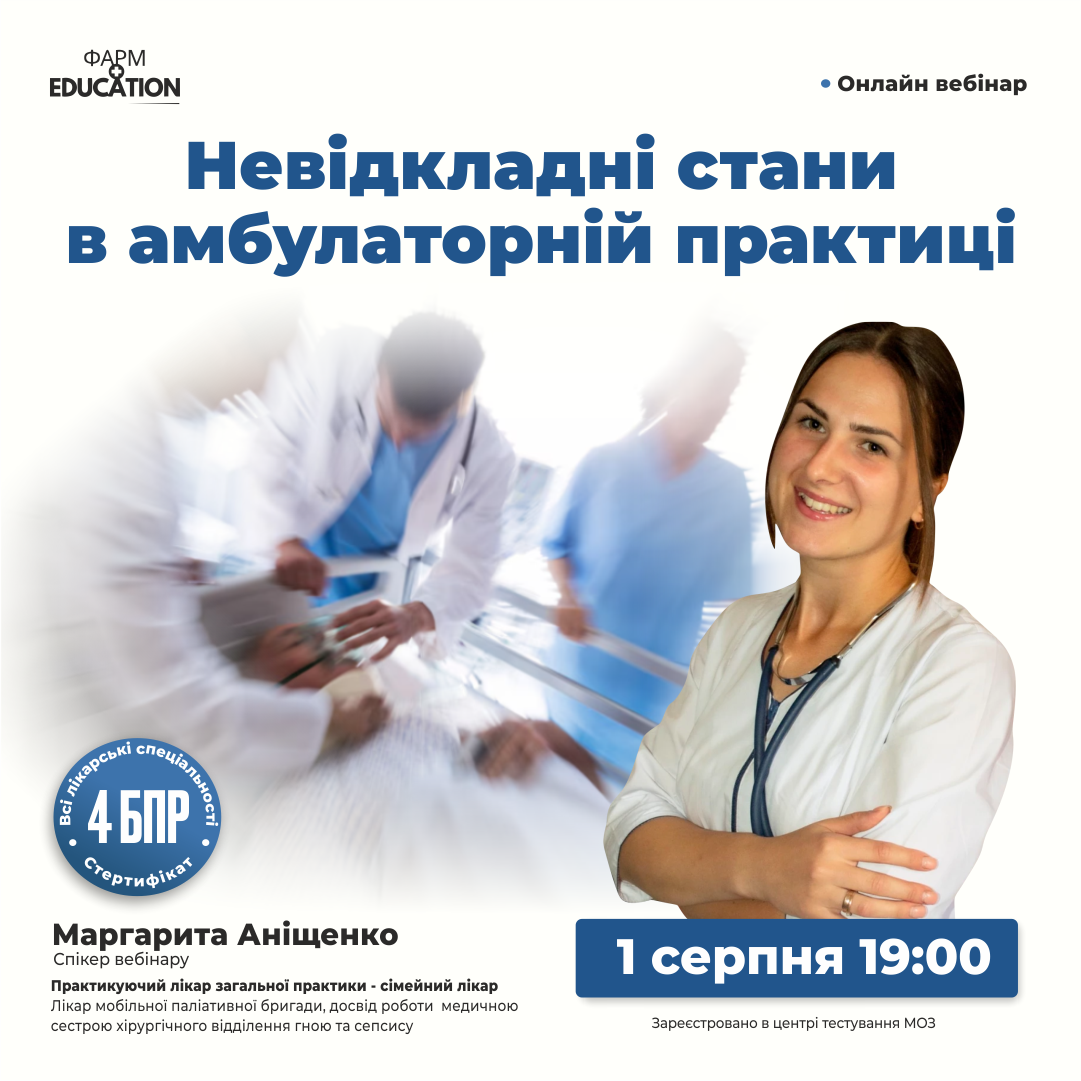 ФАРМ
EDUCATION
Онлайн вебінар
Невідкладні стани
в амбулаторній практиці
Всі лікарські спеціальності
4 БПР
Стертифікат
Маргарита Аніщенко
Спікер вебінару
Практикуючий лікар загальної практики - сімейний лікар
Лікар мобільної паліативної бригади, досвід роботи медичною
сестрою хірургічного відділення гною та сепсису
1 серпня 19:00
Зареєстровано в центрі тестування МОЗ